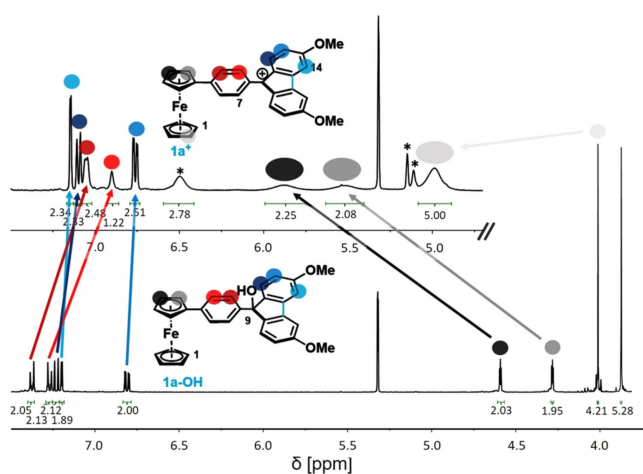 OMe
14
7
Fe
1
1a⁺
OMe
*
* *
2.34
2.33
2.48
1.22
2.51
2.78
2.25
2.08
5.00
7.0 6.5 6.0 5.5 5.0
OMe
HO
9
Fe
1
1a-OH
OMe
2.05
2.13
2.12
1.89
2.00
2.03
1.95
4.21
5.28
7.0 6.5 6.0 5.5 5.0 4.5 4.0
δ [ppm]